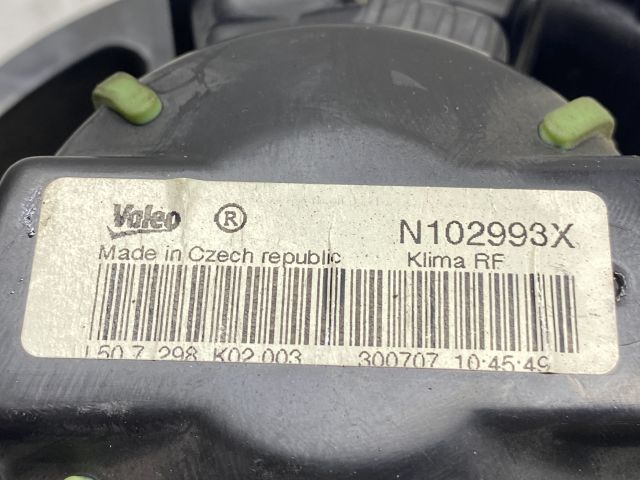 Valeo ® N102993X
Made in Czech republic Klima RF
L50 7 298 K02 003 300707 10:45:49